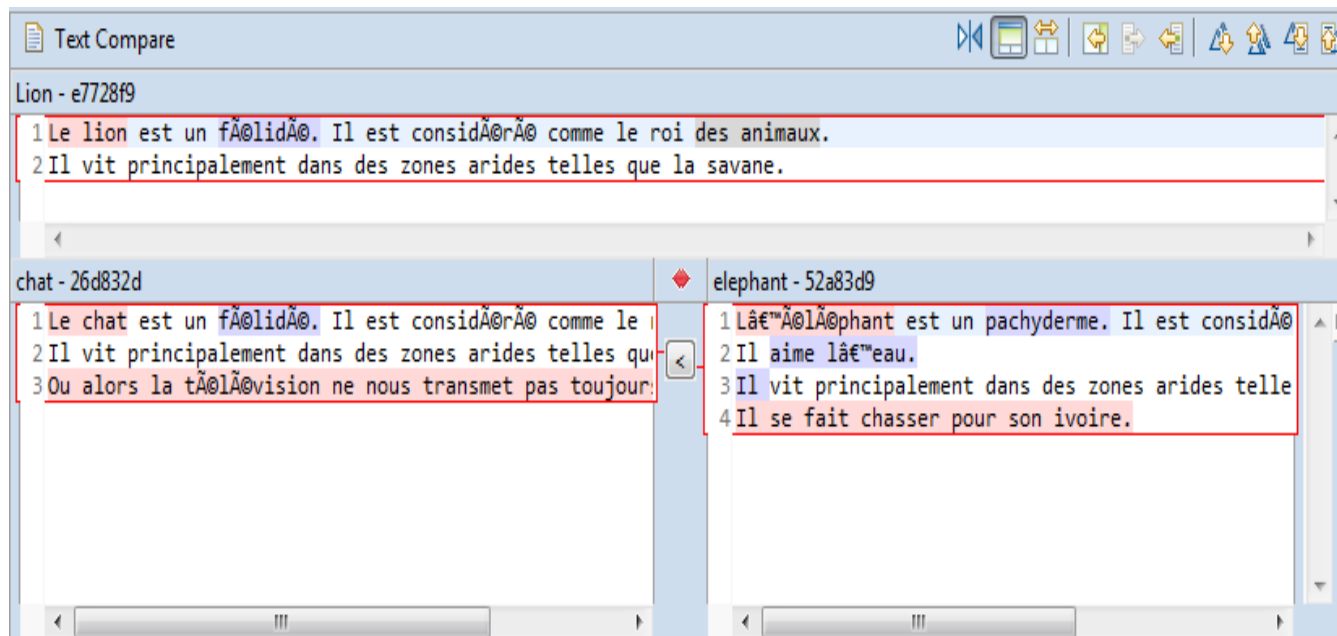 Text Compare
Lion - e7728f9
1 Le lion est un fÃ©lidÃ©. Il est considÃ©rÃ© comme le roi des animaux.
2 Il vit principalement dans des zones arides telles que la savane.
chat - 26d832d
1 Le chat est un fÃ©lidÃ©. Il est considÃ©rÃ© comme le
2 Il vit principalement dans des zones arides telles
3 Ou alors la tÃ©lÃ©vision ne nous transmet pas toujour
<
elephant - 52a83d9
1 Lâ€™Ã©lÃ©phant est un pachyderme. Il est considÃ©
2 Il aime lâ€™eau.
3 Il vit principalement dans des zones arides telle
4 Il se fait chasser pour son ivoire.